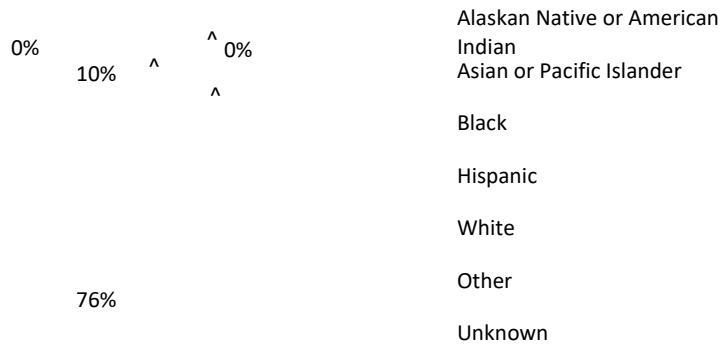 0%
^
0%
10%
^
^
76%
Alaskan Native or American
Indian
Asian or Pacific Islander
Black
Hispanic
White
Other
Unknown